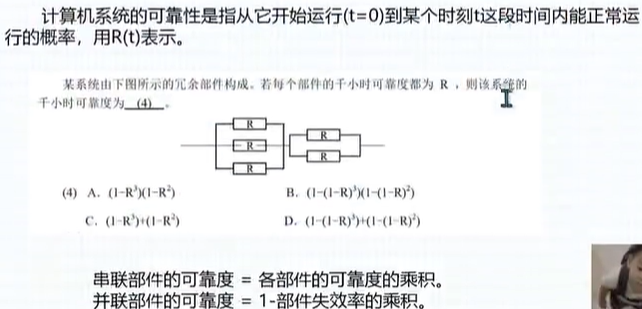 计算机系统的可靠性是指从它开始运行(t=0)到某个时刻t这段时间内能正常运
行的概率，用R(t)表示。
某系统由下图所示的冗余部件构成。若每个部件的千小时可靠度都为 R ，则该系统的
千小时可靠度为 (4) 。
R
R
R
R
R
(4) A. (1-R³)(1-R²)
B. (1-(1-R)³)(1-(1-R)²)
C. (1-R³)+(1-R²)
D. (1-(1-R)³)+(1-(1-R)²)
串联部件的可靠度 = 各部件的可靠度的乘积。
并联部件的可靠度 = 1-部件失效率的乘积。